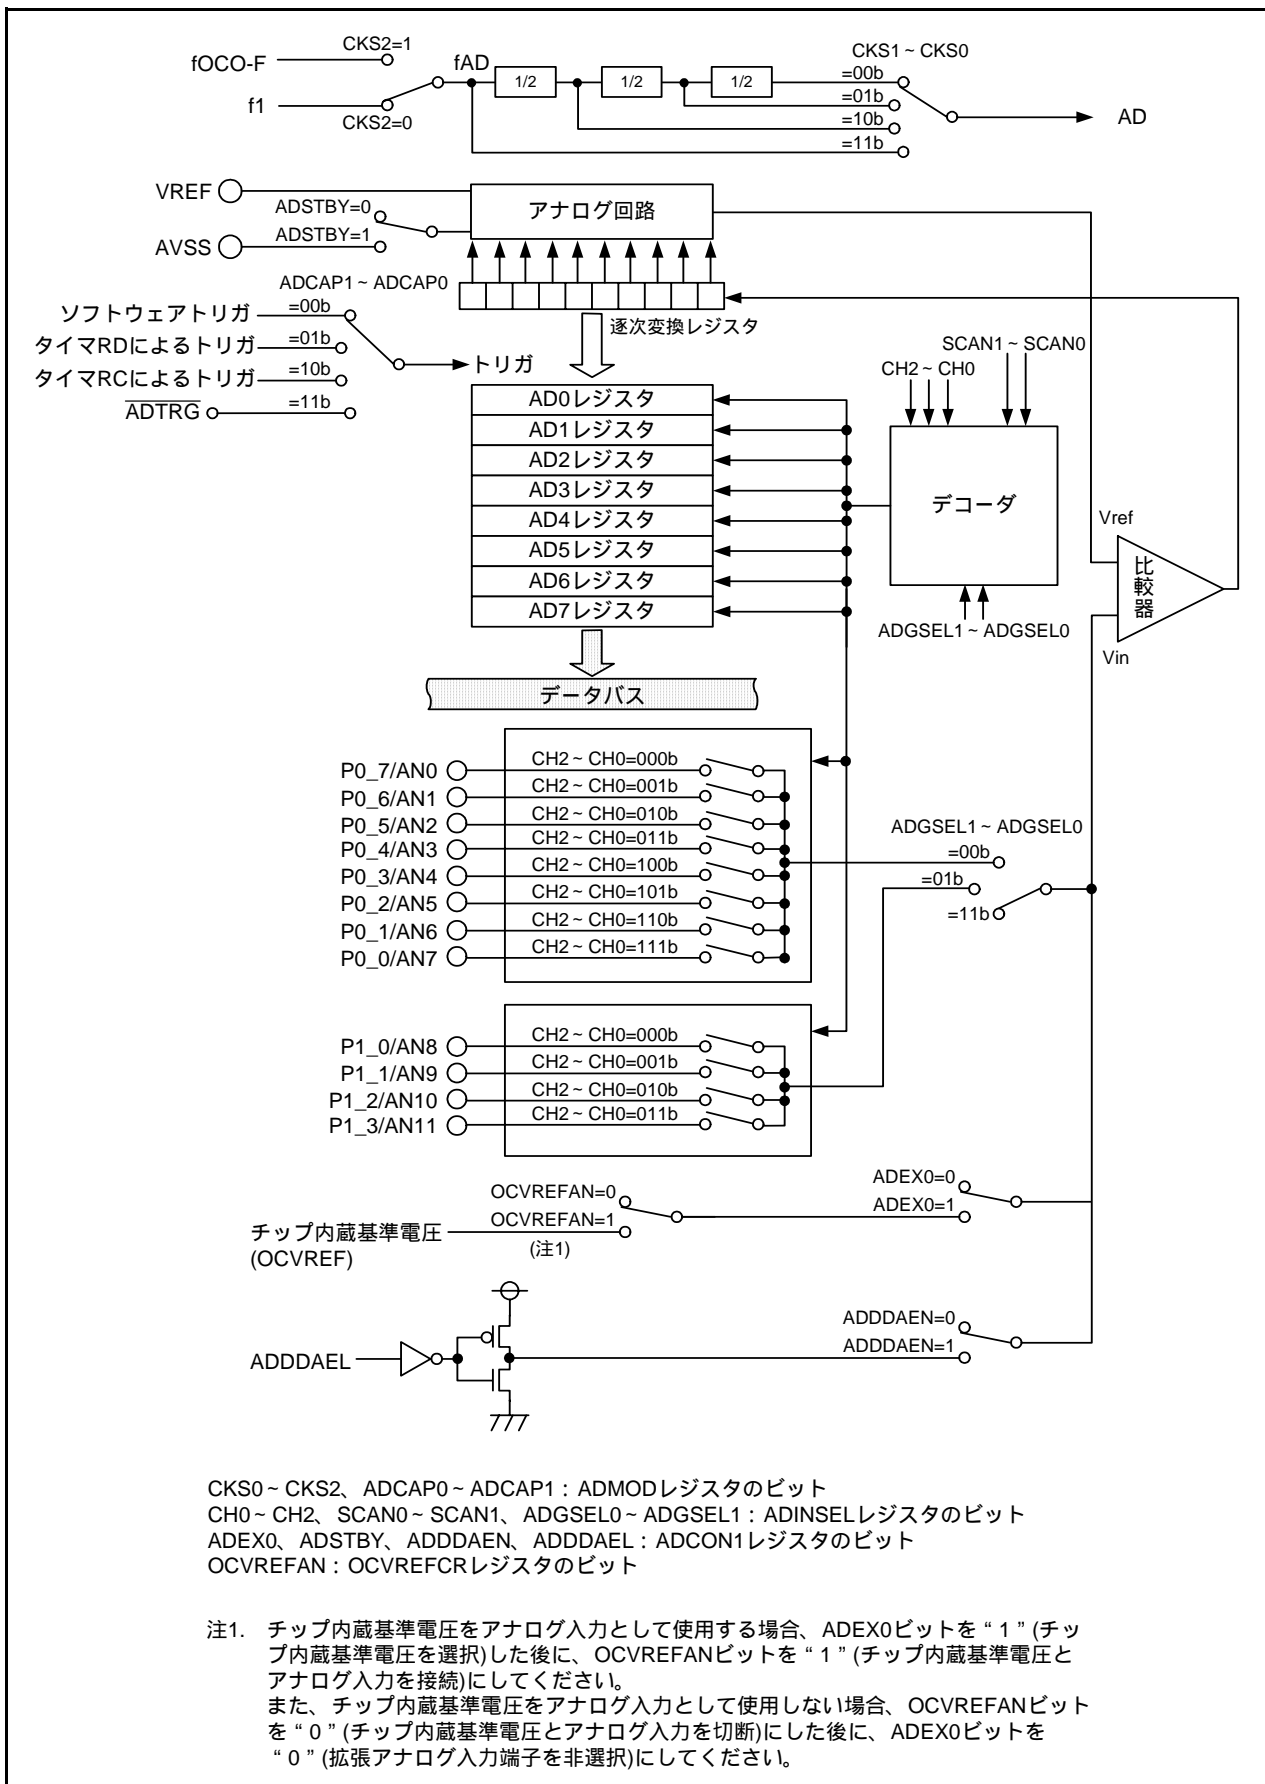 CKS2=1
fOCO-F
fAD
1/2
1/2
1/2
CKS1 ~ CKS0
=00b
=01b
=10b
=11b
f1
CKS2=0
AD
VREF
ADSTBY=0
AVSS
ADSTBY=1
アナログ回路
ADCAP1 ~ ADCAP0
ソフトウェアトリガ
=00b
タイマRDによるトリガ
=01b
タイマRCによるトリガ
=10b
ADTRG
=11b
トリガ
逐次変換レジスタ
SCAN1 ~ SCAN0
CH2 ~ CH0
AD0レジスタ
AD1レジスタ
AD2レジスタ
AD3レジスタ
AD4レジスタ
AD5レジスタ
AD6レジスタ
AD7レジスタ
デコーダ
ADGSEL1 ~ ADGSEL0
Vref
比較器
Vin
データバス
P0_7/AN0
CH2 ~ CH0=000b
P0_6/AN1
CH2 ~ CH0=001b
P0_5/AN2
CH2 ~ CH0=010b
P0_4/AN3
CH2 ~ CH0=011b
P0_3/AN4
CH2 ~ CH0=100b
P0_2/AN5
CH2 ~ CH0=101b
P0_1/AN6
CH2 ~ CH0=110b
P0_0/AN7
CH2 ~ CH0=111b
ADGSEL1 ~ ADGSEL0
=00b
=01b
=11b
P1_0/AN8
CH2 ~ CH0=000b
P1_1/AN9
CH2 ~ CH0=001b
P1_2/AN10
CH2 ~ CH0=010b
P1_3/AN11
CH2 ~ CH0=011b
OCVREFAN=0
OCVREFAN=1
(注1)
チップ内蔵基準電圧
(OCVREF)
ADEX0=0
ADEX0=1
ADDDAEL
ADDDAEN=0
ADDDAEN=1
CKS0 ~ CKS2、ADCAP0 ~ ADCAP1 : ADMODレジスタのビット
CH0 ~ CH2、SCAN0 ~ SCAN1、ADGSEL0 ~ ADGSEL1 : ADINSELレジスタのビット
ADEX0、ADSTBY、ADDDAEN、ADDDAEL : ADCON1レジスタのビット
OCVREFAN : OCVREFCRレジスタのビット
注1. チップ内蔵基準電圧をアナログ入力として使用する場合、ADEX0ビットを “ 1 ” (チッ
プ内蔵基準電圧を選択)した後に、OCVREFANビットを “ 1 ” (チップ内蔵基準電圧と
アナログ入力を接続)にしてください。
また、チップ内蔵基準電圧をアナログ入力として使用しない場合、OCVREFANビット
を “ 0 ” (チップ内蔵基準電圧とアナログ入力を切断)にした後に、ADEX0ビットを
“ 0 ” (拡張アナログ入力端子を非選択)にしてください。